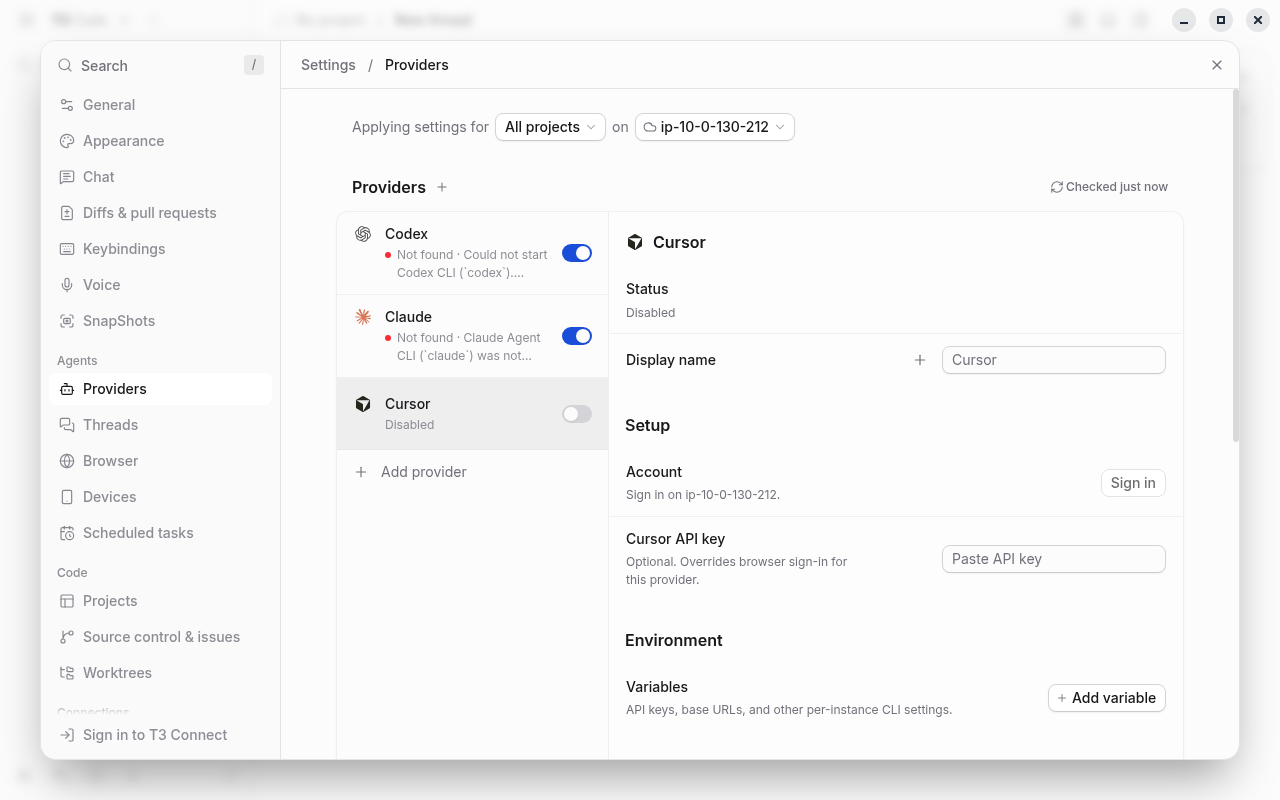 Search
/
General
Appearance
Chat
Diffs & pull requests
Keybindings
Voice
SnapShots
Agents
Providers
Threads
Browser
Devices
Scheduled tasks
Code
Projects
Source control & issues
Worktrees
Connections
Sign in to T3 Connect
Settings / Providers
Applying settings for All projects on ip-10-0-130-212
Providers
Checked just now
Codex
Not found · Could not start
Codex CLI (`codex`)....
Claude
Not found · Claude Agent
CLI (`claude`) was not...
Cursor
Disabled
Add provider
Cursor
Status
Disabled
Display name
Cursor
Setup
Account
Sign in on ip-10-0-130-212.
Sign in
Cursor API key
Optional. Overrides browser sign-in for
this provider.
Paste API key
Environment
Variables
API keys, base URLs, and other per-instance CLI settings.
Add variable